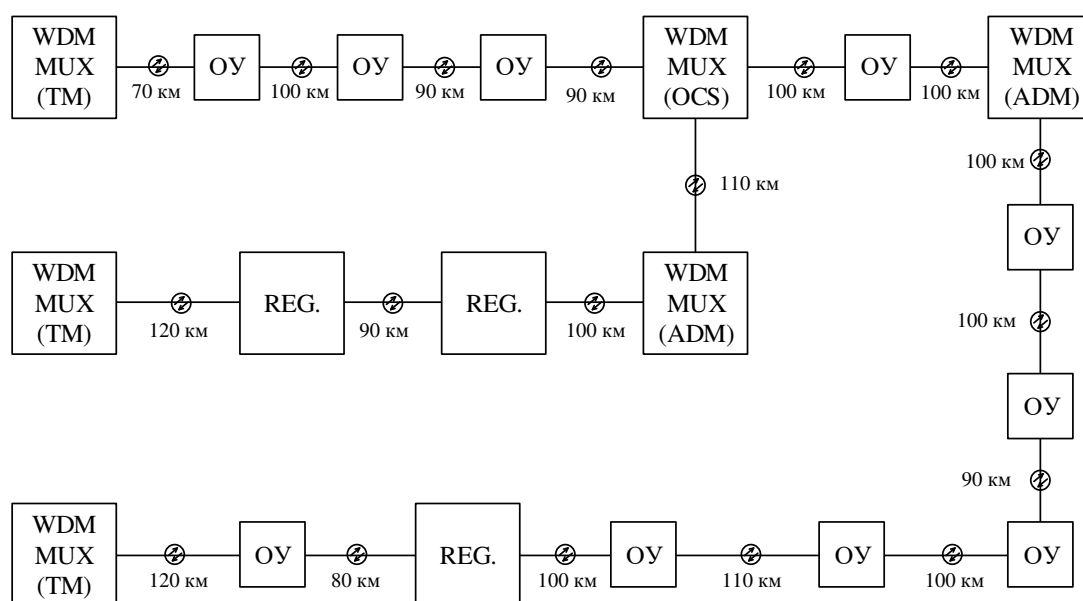 WDM
MUX
(TM)
70 км
ОУ
100 км
ОУ
90 км
ОУ
90 км
WDM
MUX
(OCS)
100 км
ОУ
100 км
WDM
MUX
(ADM)
100 км
110 км
ОУ
WDM
MUX
(TM)
120 км
REG.
90 км
REG.
100 км
WDM
MUX
(ADM)
100 км
ОУ
90 км
WDM
MUX
(TM)
120 км
ОУ
80 км
REG.
100 км
ОУ
110 км
ОУ
100 км
ОУ